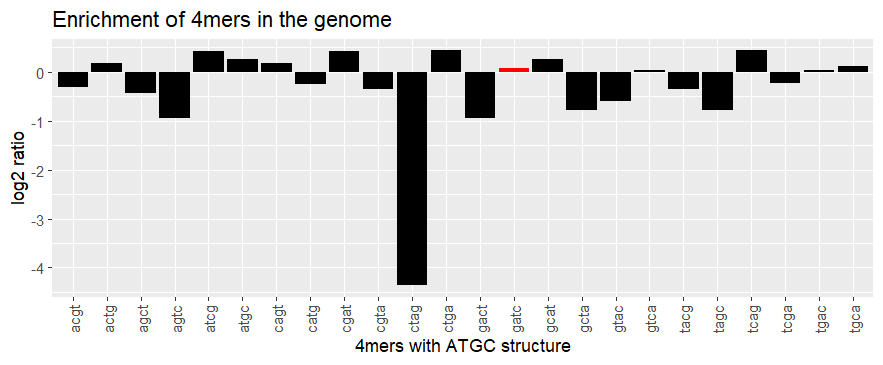 Enrichment of 4mers in the genome
log2 ratio
0
-1
-2
-3
-4
acgt
actg
agct
agtc
atcg
atgc
cagt
catg
cgat
cgta
ctag
ctga
gact
gatc
gcat
gcta
gtac
gtca
tacg
tagc
tcag
tcga
tgac
tgca
4mers with ATGC structure